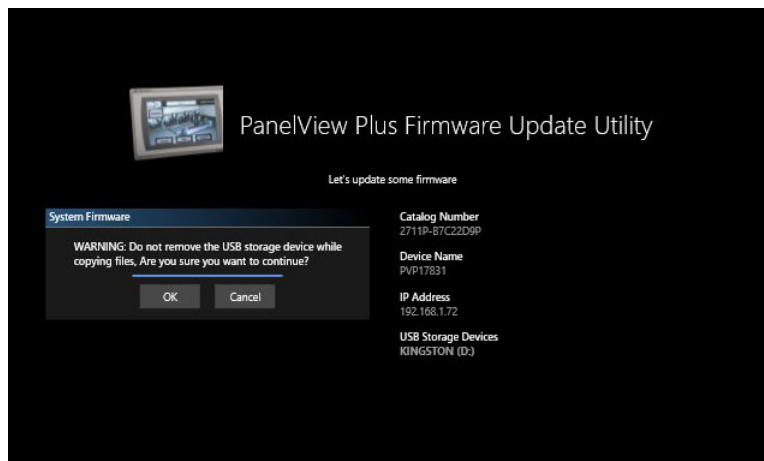 PanelView Plus Firmware Update Utility
Let's update some firmware
System Firmware
WARNING: Do not remove the USB storage device while
copying files, Are you sure you want to continue?
OK
Cancel
Catalog Number
2711P-B7C22D9P
Device Name
PVP17831
IP Address
192.168.1.72
USB Storage Devices
KINGSTON (D:)